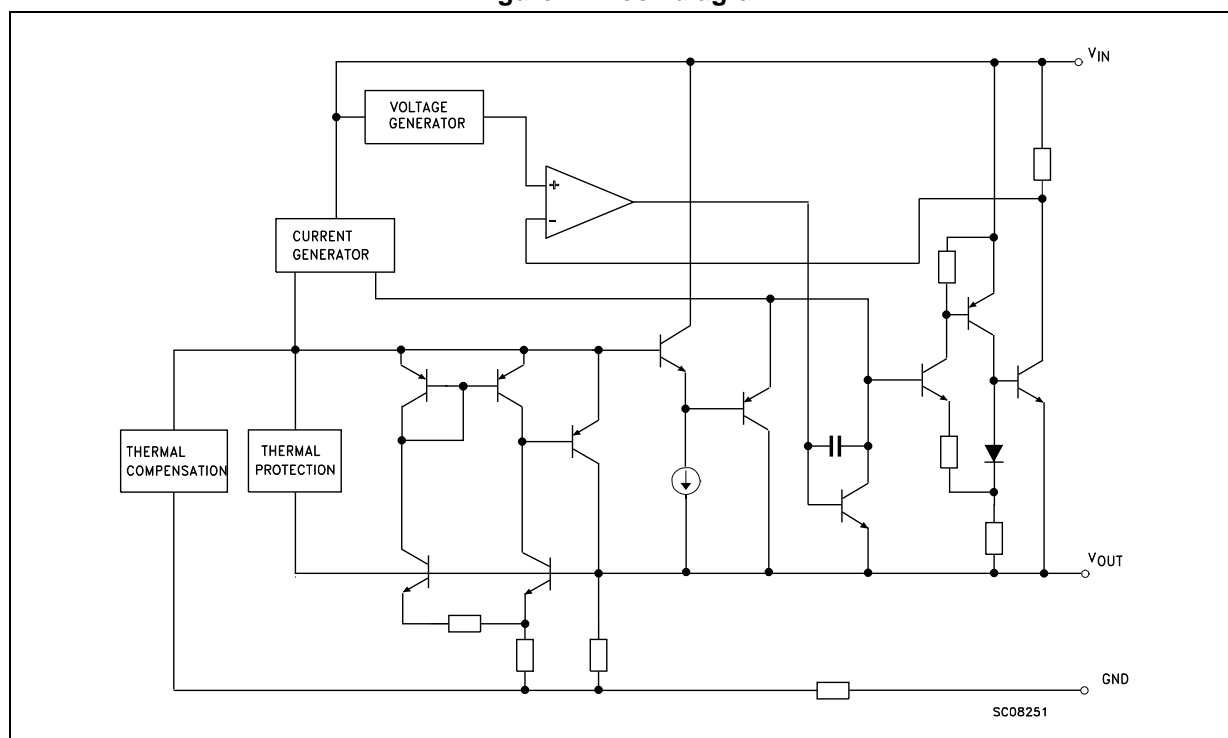 VIN
VOLTAGE
GENERATOR
+
-
CURRENT
GENERATOR
THERMAL
COMPENSATION
THERMAL
PROTECTION
VOUT
GND
SC08251